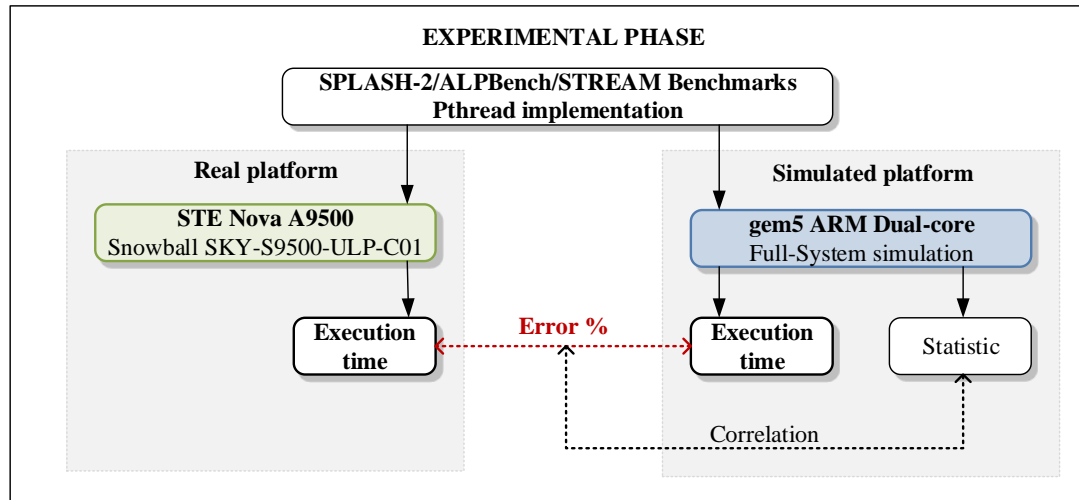 EXPERIMENTAL PHASE
SPLASH-2/ALPBench/STREAM Benchmarks
Pthread implementation
Real platform
STE Nova A9500
Snowball SKY-S9500-ULP-C01
Simulated platform
gem5 ARM Dual-core
Full-System simulation
Execution
time
Error %
Execution
time
Statistic
Correlation